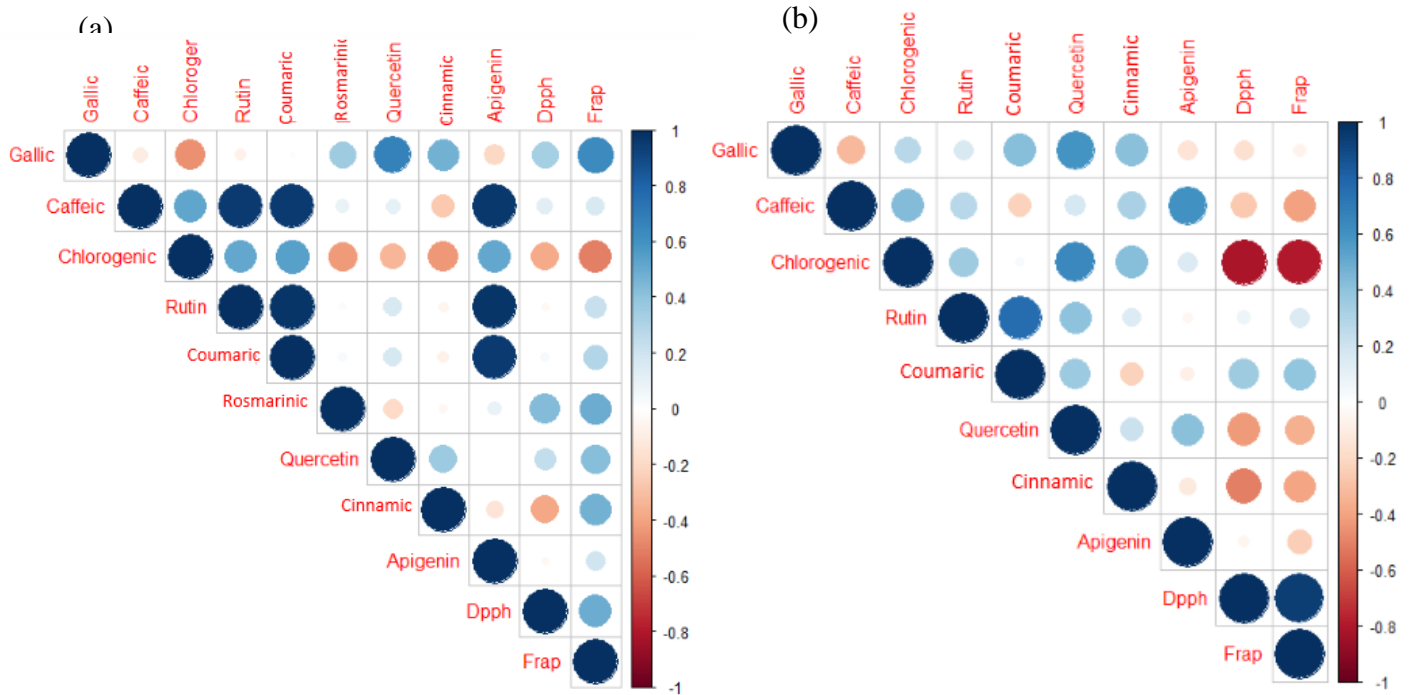 (a)
Gallic
Caffeic
Chloroger
Rutin
Coumaric
Rosmarinic
Quercetin
Cinnamic
Apigenin
Dpph
Frap
Gallic
Caffeic
Chlorogenic
Rutin
Coumaric
Rosmarinic
Quercetin
Cinnamic
Apigenin
Dpph
Frap
1
0.8
0.6
0.4
0.2
0
-0.2
-0.4
-0.6
-0.8
-1
(b)
Gallic
Caffeic
Chlorogenic
Rutin
Coumaric
Quercetin
Cinnamic
Apigenin
Dpph
Frap
Gallic
Caffeic
Chlorogenic
Rutin
Coumaric
Quercetin
Cinnamic
Apigenin
Dpph
Frap
1
0.8
0.6
0.4
0.2
0
-0.2
-0.4
-0.6
-0.8
-1